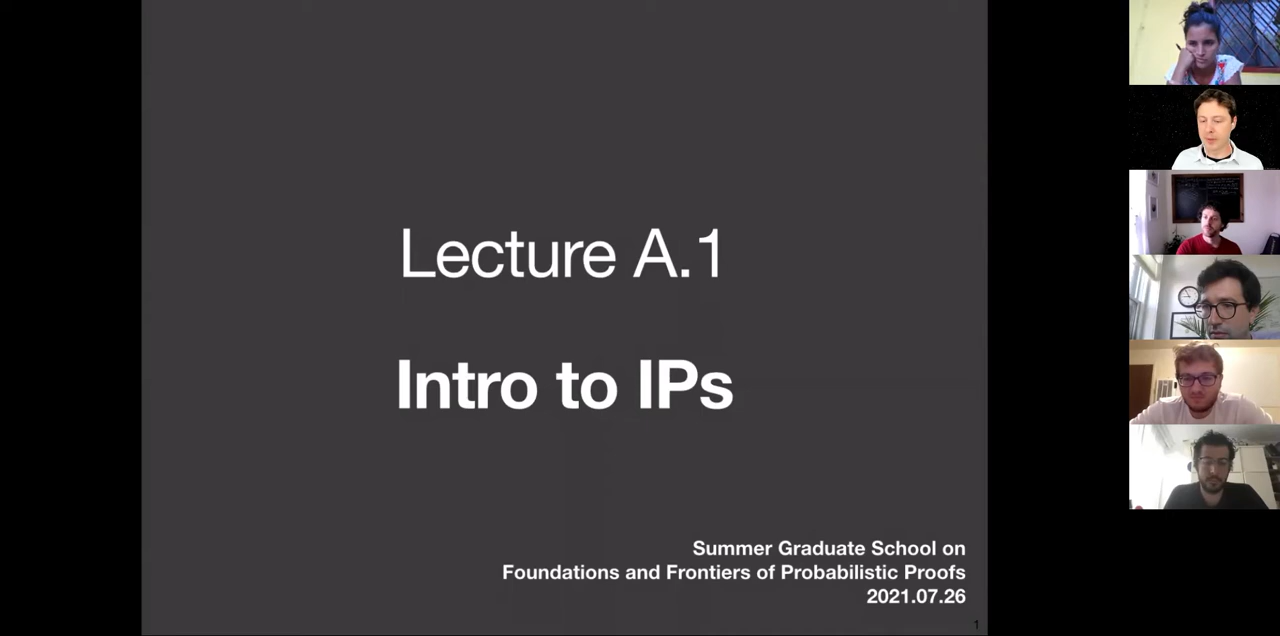 Lecture A.1
Intro to IPs
Summer Graduate School on
Foundations and Frontiers of Probabilistic Proofs
2021.07.26
1